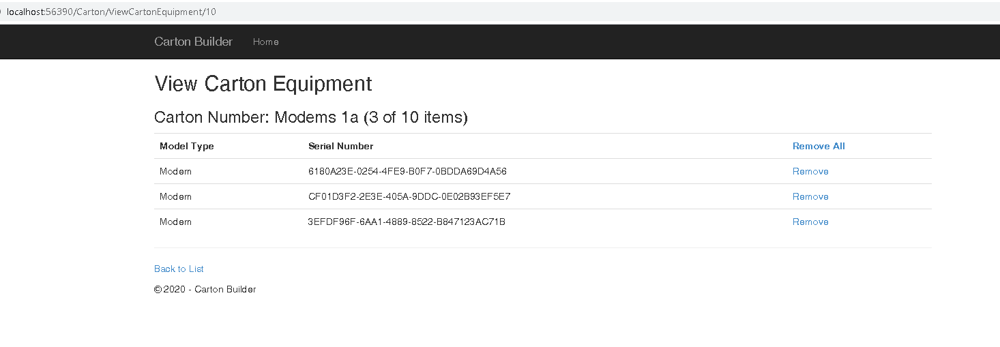 localhost:56390/Carton/ViewCartonEquipment/10
Carton Builder Home
View Carton Equipment
Carton Number: Modems 1a (3 of 10 items)
Model Type Serial Number Remove All
Modem 6180A23E-0254-4FE9-B0F7-0BDDA69D4A56 Remove
Modem CF01D3F2-2E3E-405A-9DDC-0E02B93EF5E7 Remove
Modem 3EFDF96F-6AA1-4889-8522-B847123AC71B Remove
Back to List
© 2020 - Carton Builder